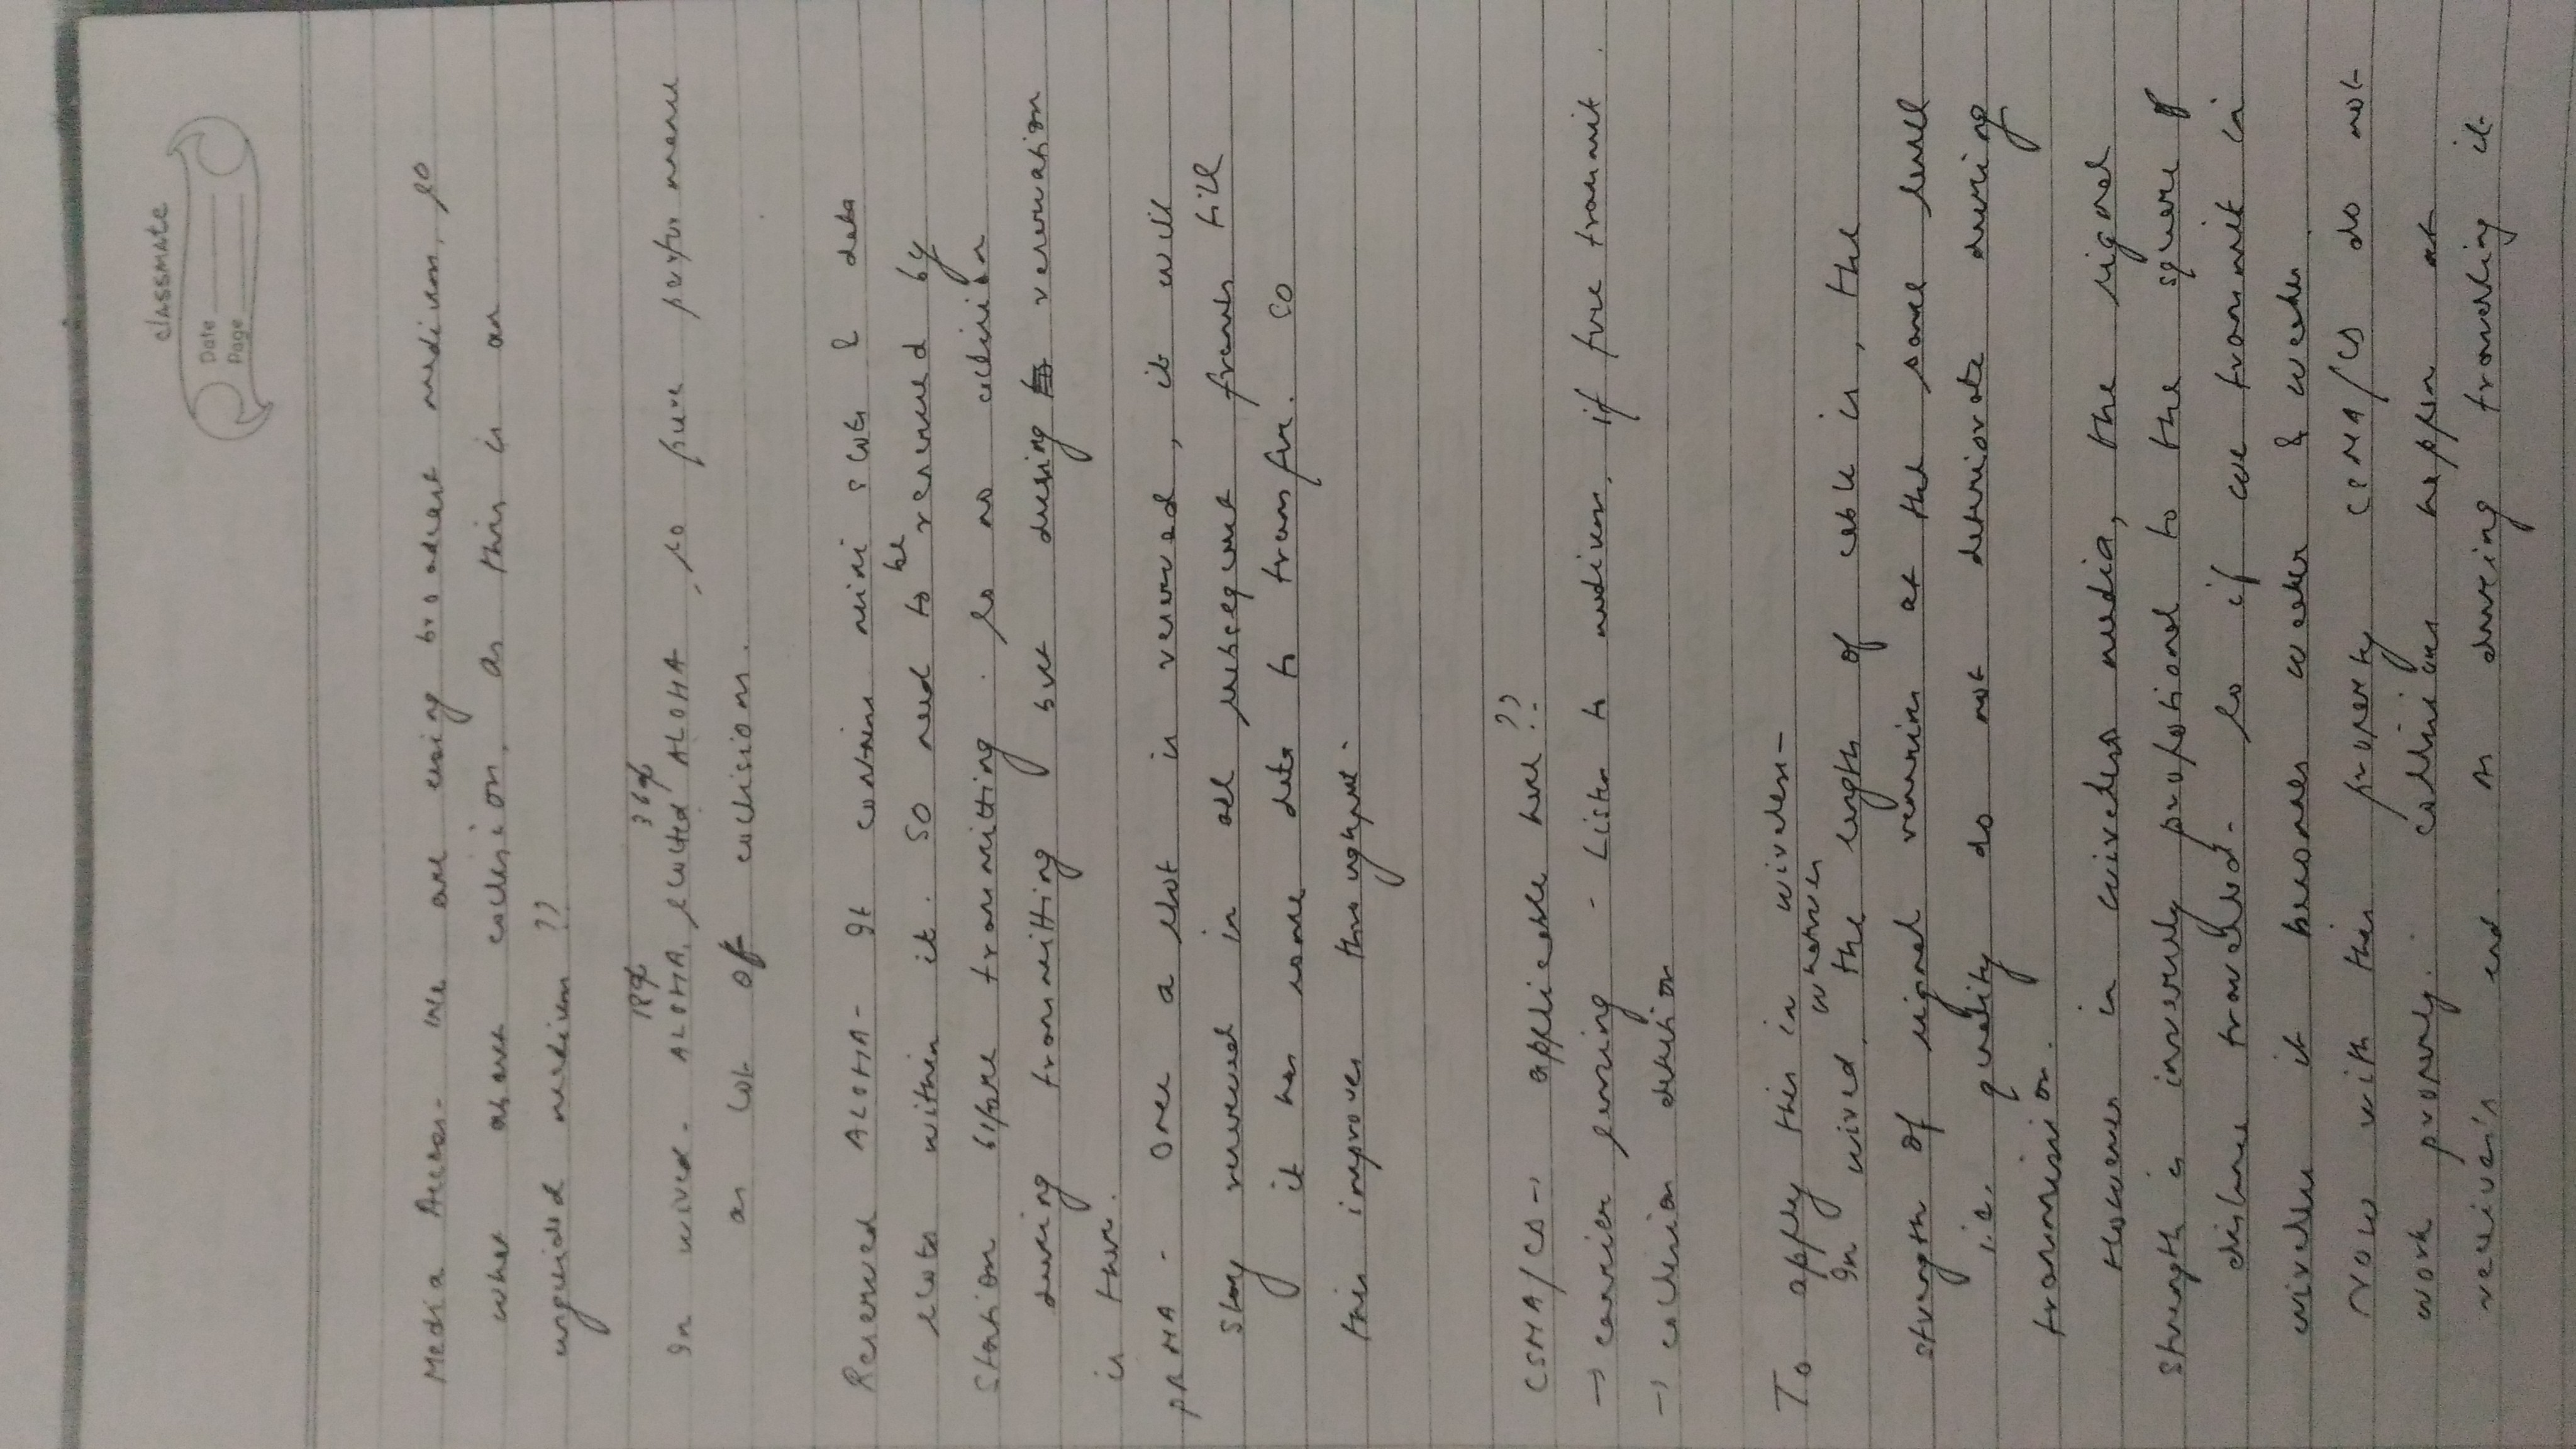 classmate
Date
Page
Media Access- We are using broadcast medium, so
what about collision, as this is an
unguided medium ??
18% 36%
In wired- ALOHA, slotted ALOHA, so pure performance
as lot of collisions.
Reserved ALOHA- It contains mini slots & data
slots within it. So need to be reserved by
station before transmitting. So no collision
during transmitting but during reservation
is there.
PRMA - Once a slot is reserved, it will
stay reserved in all subsequent frames till
it has some data to transfer. So
this improves throughput.
CSMA/CD → applicable here ??
→ carrier sensing - Listen to medium, if free transmit.
→ collision detection
To apply this in wireless-
In wired, whatever the length of cable is, the
strength of signal remains at the same level
i.e. quality do not deteriorate during
transmission.
However in wireless media, the signal
strength is inversely propotional to the square of
distance travelled. So if we transmit in
wireless it becomes weaker & weaker.
Now with this property CSMA/CD do not
work properly. collisions happen at
receiver's end. As during travelling it